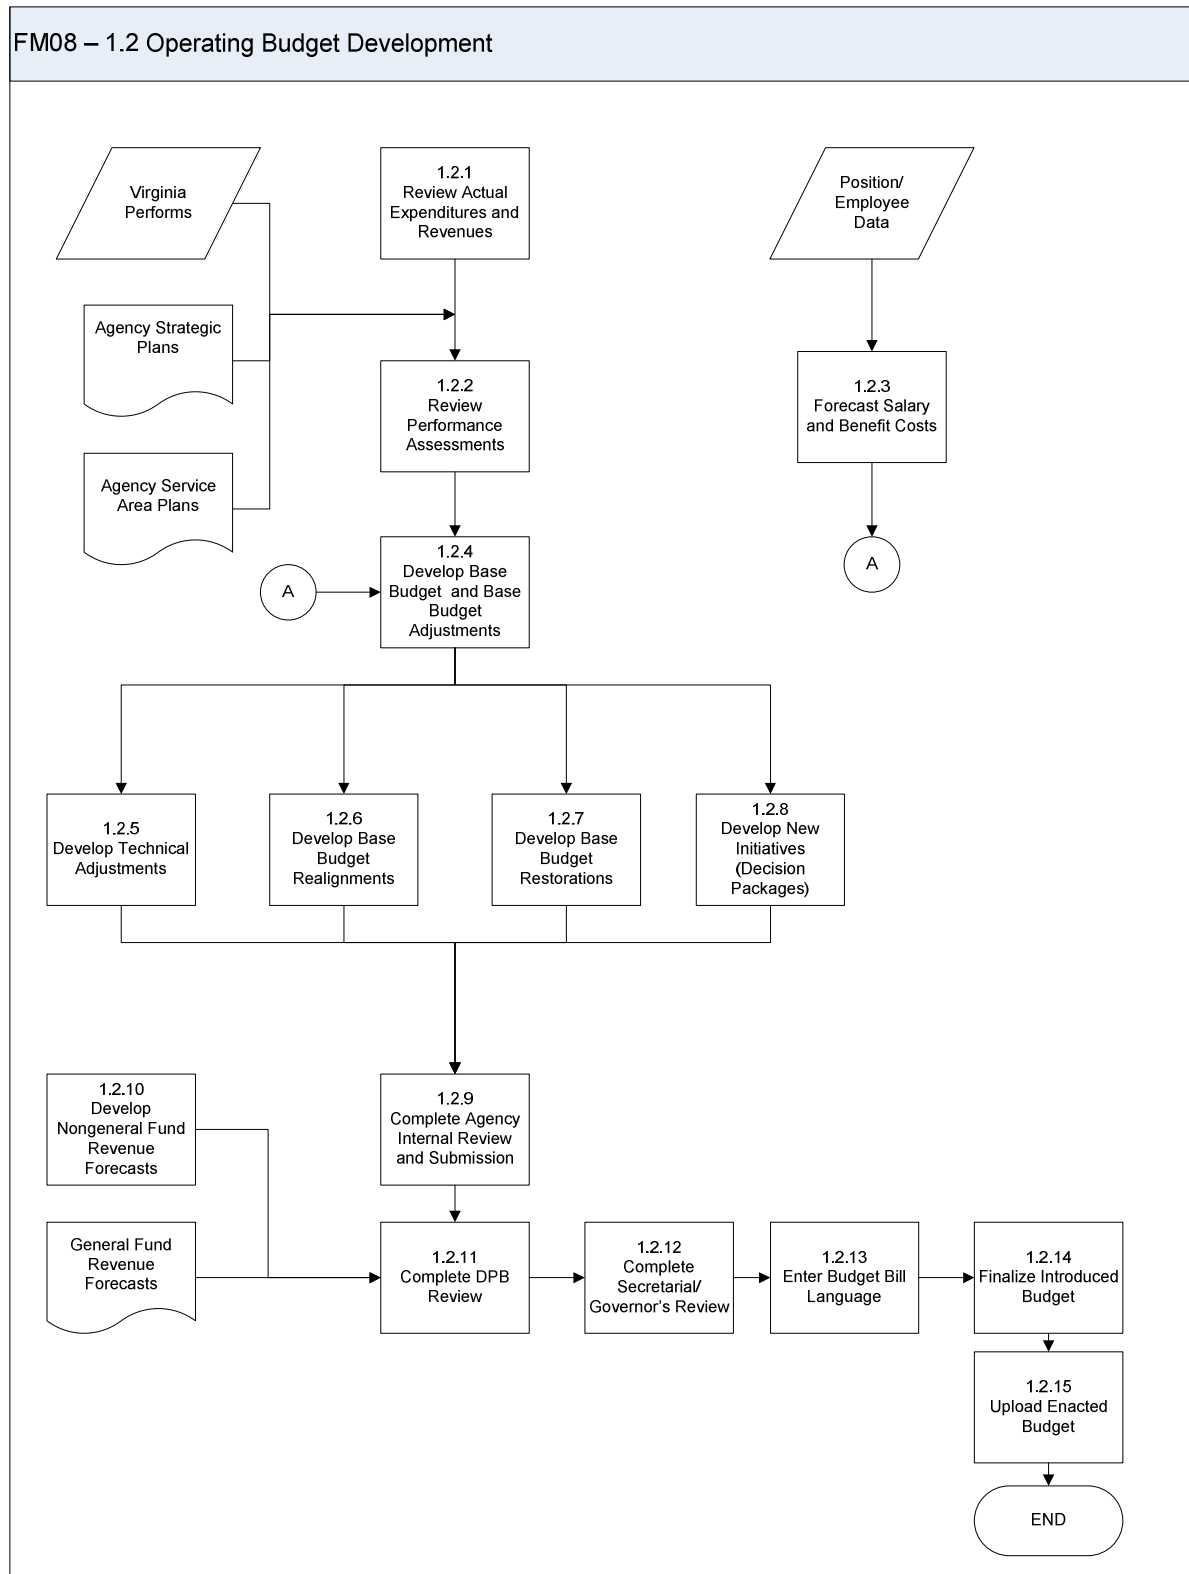 FM08 – 1.2 Operating Budget Development
Virginia
Performs
1.2.1
Review Actual
Expenditures and
Revenues
Position/
Employee
Data
Agency Strategic
Plans
1.2.2
Review
Performance
Assessments
1.2.3
Forecast Salary
and Benefit Costs
Agency Service
Area Plans
A
1.2.4
Develop Base
Budget and Base
Budget
Adjustments
A
1.2.5
Develop Technical
Adjustments
1.2.6
Develop Base
Budget
Realignments
1.2.7
Develop Base
Budget
Restorations
1.2.8
Develop New
Initiatives
(Decision
Packages)
1.2.10
Develop
Nongeneral Fund
Revenue
Forecasts
1.2.9
Complete Agency
Internal Review
and Submission
General Fund
Revenue
Forecasts
1.2.11
Complete DPB
Review
1.2.12
Complete
Secretarial/
Governor's Review
1.2.13
Enter Budget Bill
Language
1.2.14
Finalize Introduced
Budget
1.2.15
Upload Enacted
Budget
END